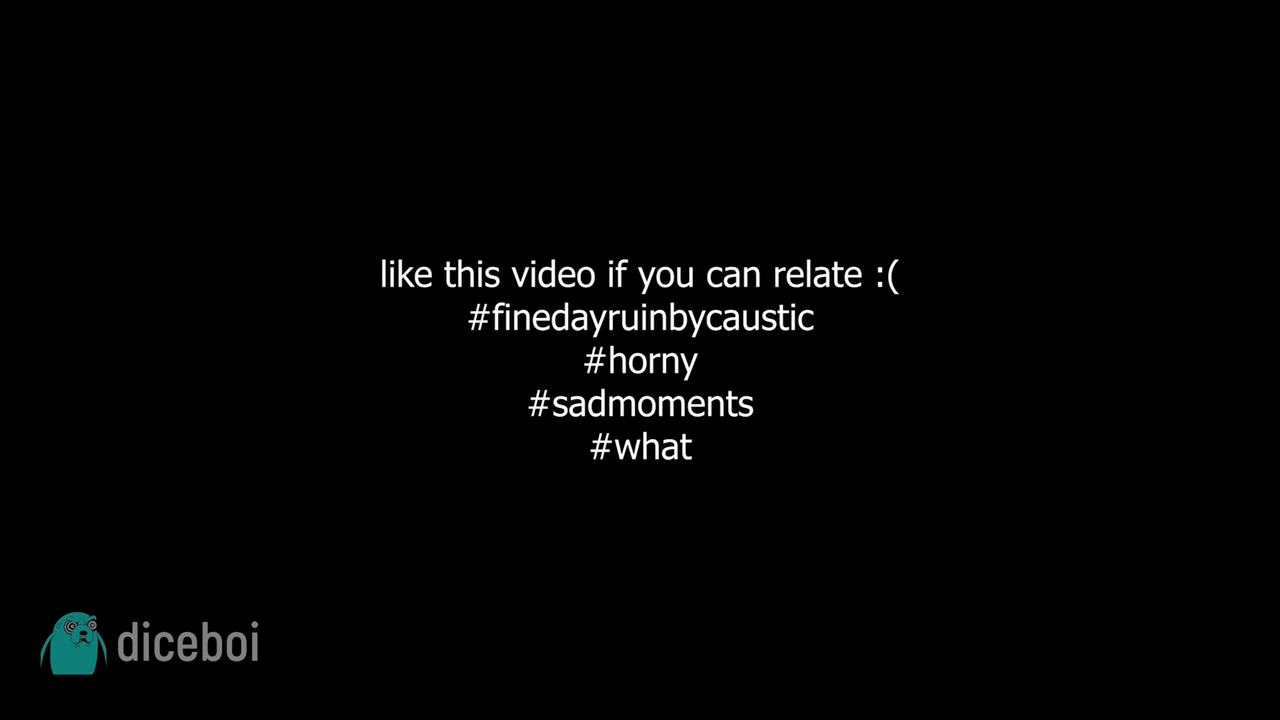 like this video if you can relate :(
#finedayruinbycaustic
#horny
#sadmoments
#what
diceboi